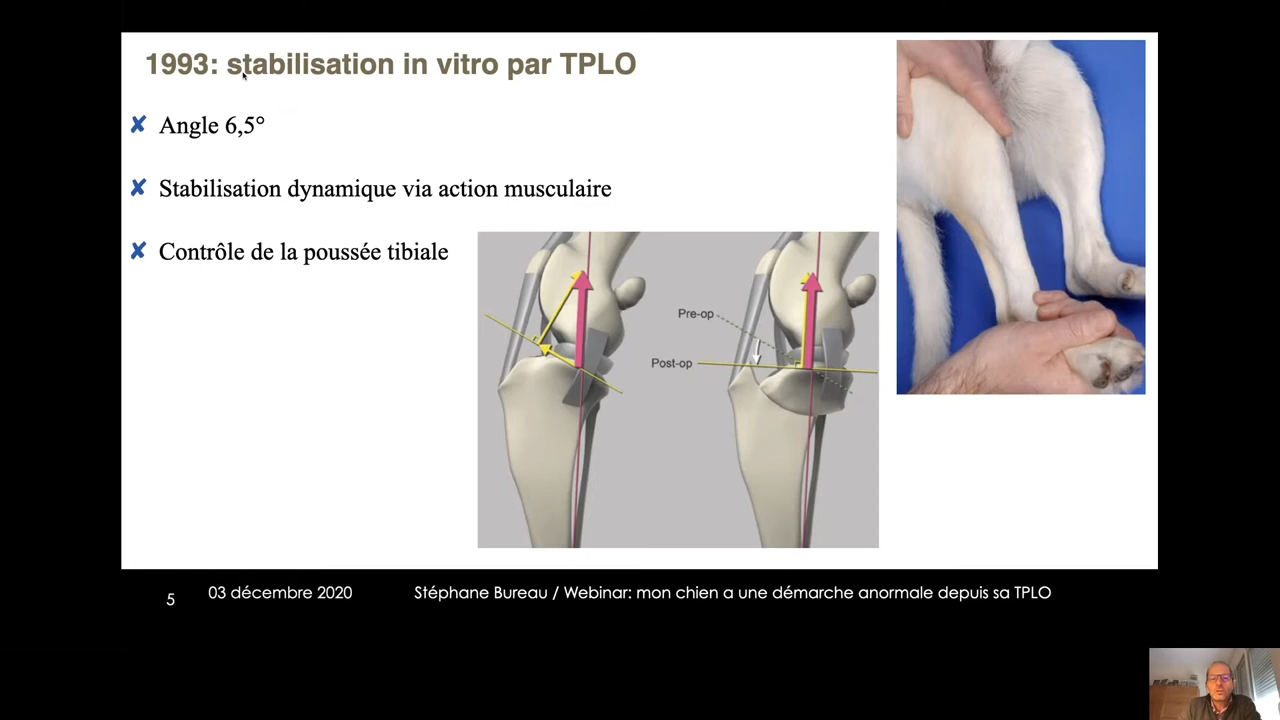 1993: stabilisation in vitro par TPLO
✘ Angle 6,5°
✘ Stabilisation dynamique via action musculaire
✘ Contrôle de la poussée tibiale
Pre-op
Post-op
5
03 décembre 2020
Stéphane Bureau / Webinar: mon chien a une démarche anormale depuis sa TPLO